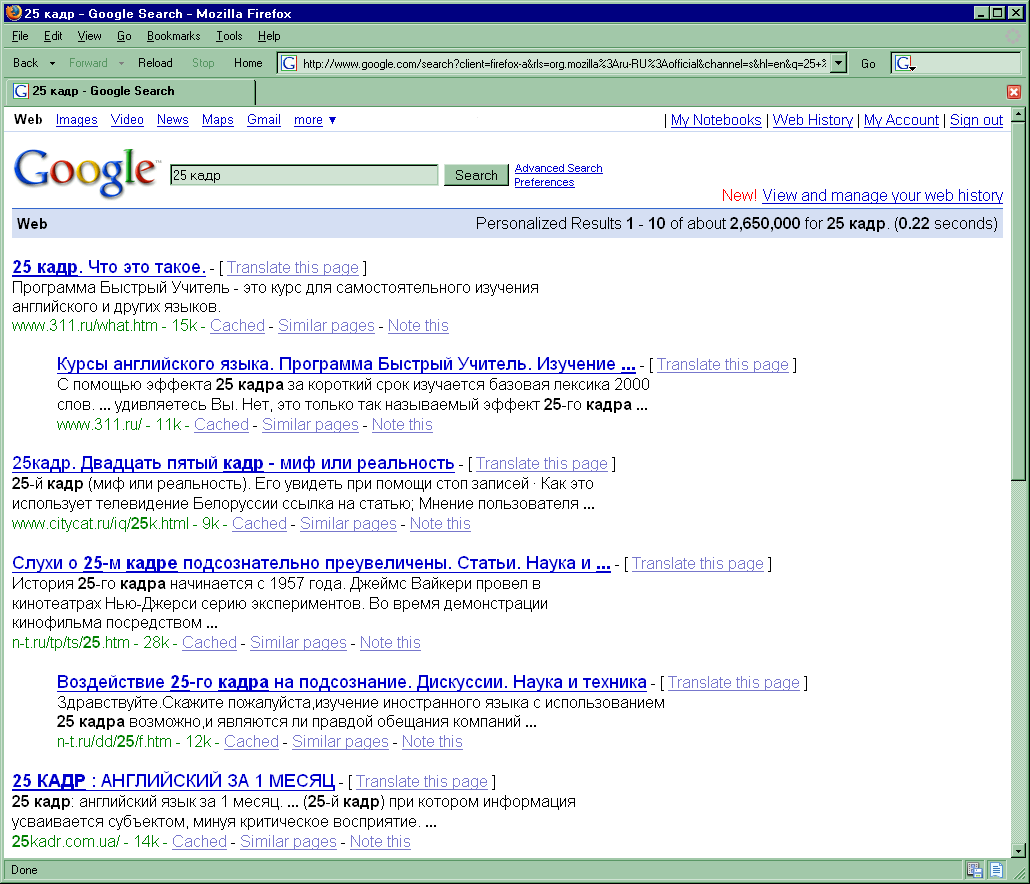 25 кадр - Google Search - Mozilla Firefox
File Edit View Go Bookmarks Tools Help
Back Forward Reload Stop Home http://www.google.com/search?client=firefox-a&rls=org.mozilla%3Aru-RU%3Aofficial&channel=s&hl=en&q=25+% Go
25 кадр - Google Search
Web Images Video News Maps Gmail more ▼ | My Notebooks | Web History | My Account | Sign out
Google™ 25 кадр Search Advanced Search
Preferences
New! View and manage your web history
Web Personalized Results 1 - 10 of about 2,650,000 for 25 кадр. (0.22 seconds)
25 кадр. Что это такое. - [ Translate this page ]
Программа Быстрый Учитель - это курс для самостоятельного изучения
английского и других языков.
www.311.ru/what.htm - 15k - Cached - Similar pages - Note this
Курсы английского языка. Программа Быстрый Учитель. Изучение ... - [ Translate this page ]
С помощью эффекта 25 кадра за короткий срок изучается базовая лексика 2000
слов. ... удивляетесь Вы. Нет, это только так называемый эффект 25-го кадра ...
www.311.ru/ - 11k - Cached - Similar pages - Note this
25кадр. Двадцать пятый кадр - миф или реальность - [ Translate this page ]
25-й кадр (миф или реальность). Его увидеть при помощи стоп записей · Как это
использует телевидение Белоруссии ссылка на статью; Мнение пользователя ...
www.citycat.ru/iq/25k.html - 9k - Cached - Similar pages - Note this
Слухи о 25-м кадре подсознательно преувеличены. Статьи. Наука и ... - [ Translate this page ]
История 25-го кадра начинается с 1957 года. Джеймс Вайкери провел в
кинотеатрах Нью-Джерси серию экспериментов. Во время демонстрации
кинофильма посредством ...
n-t.ru/tp/ts/25.htm - 28k - Cached - Similar pages - Note this
Воздействие 25-го кадра на подсознание. Дискуссии. Наука и техника - [ Translate this page ]
Здравствуйте.Скажите пожалуйста,изучение иностранного языка с использованием
25 кадра возможно,и являются ли правдой обещания компаний ...
n-t.ru/dd/25/f.htm - 12k - Cached - Similar pages - Note this
25 КАДР : АНГЛИЙСКИЙ ЗА 1 МЕСЯЦ - [ Translate this page ]
25 кадр: английский язык за 1 месяц. ... (25-й кадр) при котором информация
усваивается субъектом, минуя критическое восприятие. ...
25kadr.com.ua/ - 14k - Cached - Similar pages - Note this
Done